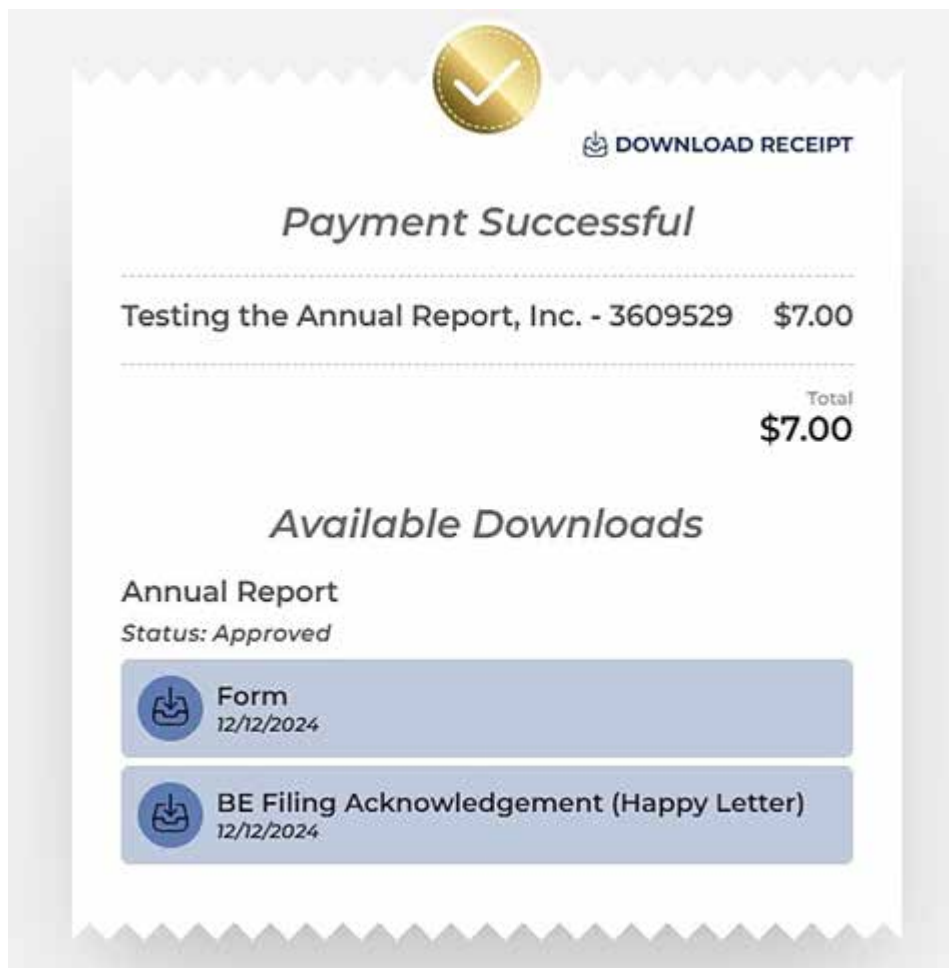 DOWNLOAD RECEIPT
Payment Successful
Testing the Annual Report, Inc. - 3609529 $7.00
Total
$7.00
Available Downloads
Annual Report
Status: Approved
Form
12/12/2024
BE Filing Acknowledgement (Happy Letter)
12/12/2024